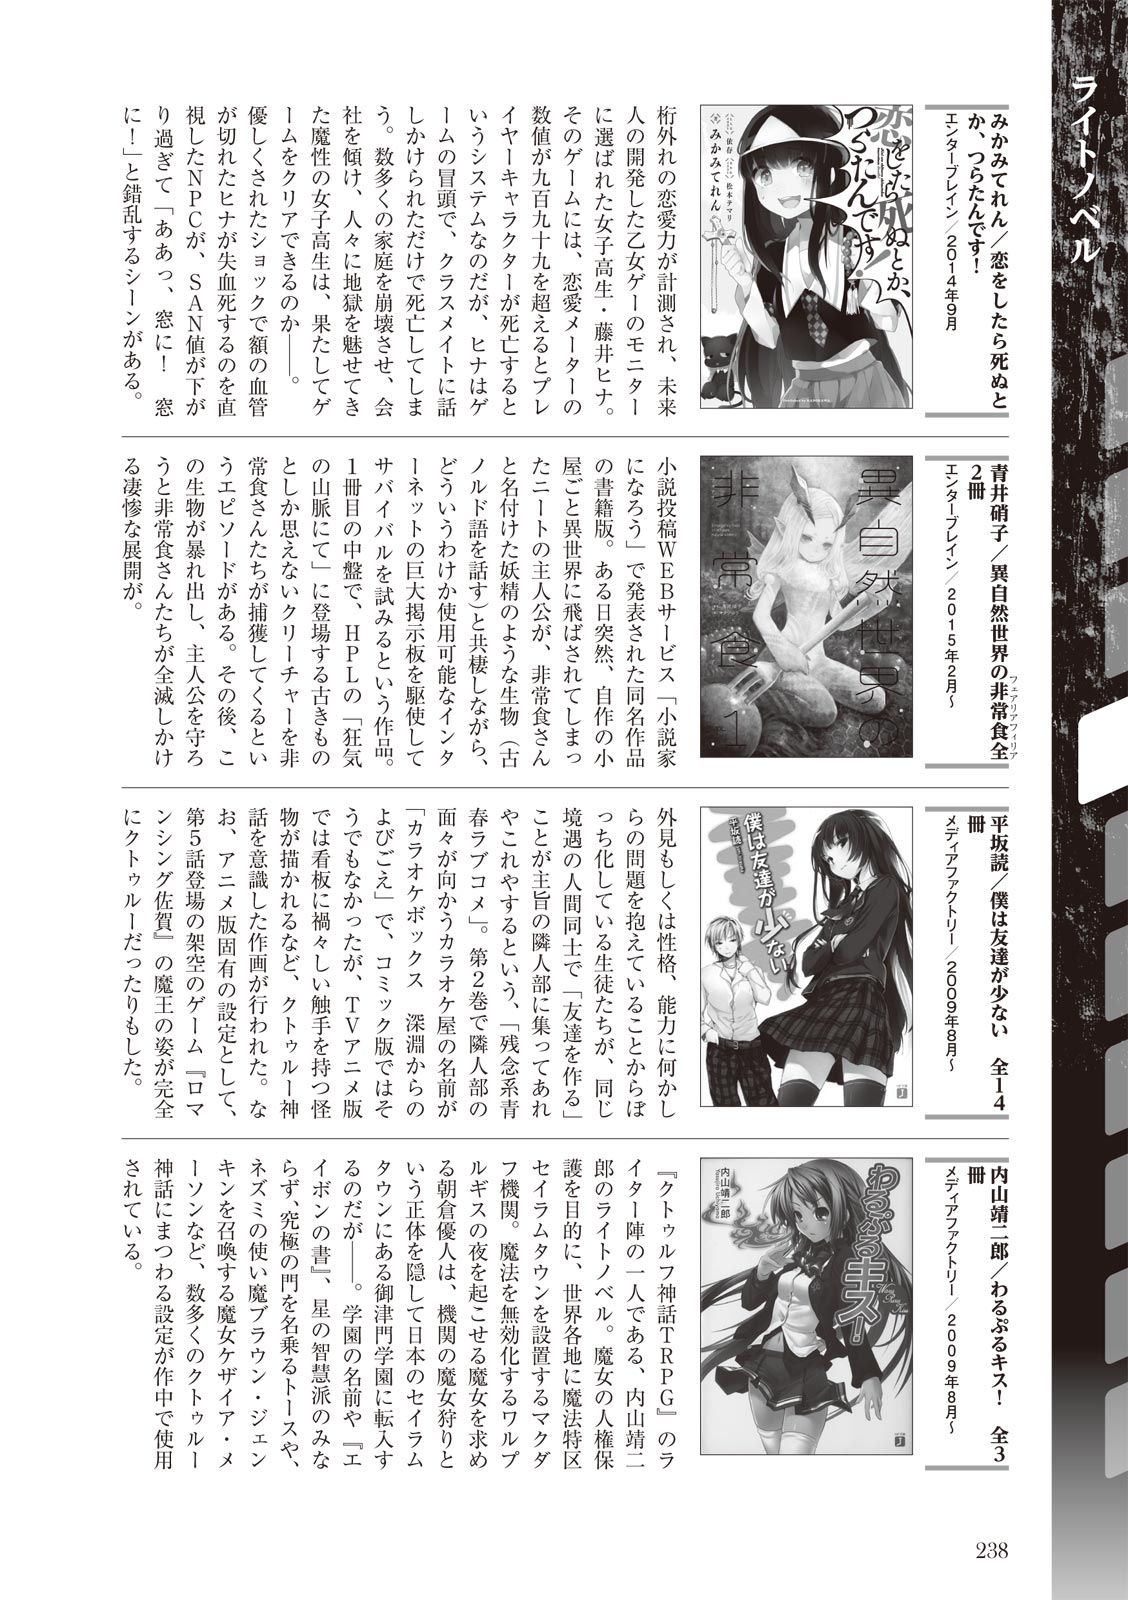 ライトノベル
みかみてれん／恋をしたら死ぬと
か、つらたんです！
エンターブレイン／2014年9月
恋をしたら死ぬとか、
つらたんです！
依存
松本テマリ
著 みかみてれん
桁外れの恋愛力が計測され、未来
人の開発した乙女ゲーのモニター
に選ばれた女子高生・藤井ヒナ。
そのゲームには、恋愛メーターの
数値が九百九十九を超えるとプレ
イヤーキャラクターが死亡すると
いうシステムなのだが、ヒナはゲ
ームの冒頭で、クラスメイトに話
しかけられただけで死亡してしま
う。数多くの家庭を崩壊させ、会
社を傾け、人々に地獄を魅せてき
た魔性の女子高生は、果たしてゲ
ームをクリアできるのか――。
優しくされたショックで額の血管
が切れたヒナが失血死するのを直
視したNPCが、SAN値が下が
り過ぎて「ああっ、窓に！　窓
に！」と錯乱するシーンがある。
青井硝子／異自然世界の非常食全
フェアリアフィリア
2冊
エンターブレイン／2015年2月～
異自然世界の
非常食
1
小説投稿WEBサービス「小説家
になろう」で発表された同名作品
の書籍版。ある日突然、自作の小
屋ごと異世界に飛ばされてしまっ
たニートの主人公が、非常食さん
と名付けた妖精のような生物（古
ノルド語を話す）と共棲しながら、
どういうわけか使用可能なインタ
ーネットの巨大掲示板を駆使して
サバイバルを試みるという作品。
1冊目の中盤で、HPLの「狂気
の山脈にて」に登場する古きもの
としか思えないクリーチャーを非
常食さんたちが捕獲してくるとい
うエピソードがある。その後、こ
の生物が暴れ出し、主人公を守ろ
うと非常食さんたちが全滅しかけ
る凄惨な展開が。
平坂読／僕は友達が少ない　全14
冊
メディアファクトリー／2009年8月～
僕は友達が少ない
平坂読
J
外見もしくは性格、能力に何かし
らの問題を抱えていることからぼ
っち化している生徒たちが、同じ
境遇の人間同士で「友達を作る」
ことが主旨の隣人部に集ってあれ
やこれやするという、「残念系青
春ラブコメ」。第2巻で隣人部の
面々が向かうカラオケ屋の名前が
「カラオケボックス　深淵からの
よびごえ」で、コミック版ではそ
うでもなかったが、TVアニメ版
では看板に禍々しい触手を持つ怪
物が描かれるなど、クトゥルー神
話を意識した作画が行われた。な
お、アニメ版固有の設定として、
第5話登場の架空のゲーム『ロマ
ンシング佐賀』の魔王の姿が完全
にクトゥルーだったりもした。
内山靖二郎／わるぷるキス！　全3
冊
メディアファクトリー／2009年8月～
わるぷるキス！
Waru Puru Kiss
内山靖二郎
J
『クトゥルフ神話TRPG』のラ
イター陣の一人である、内山靖二
郎のライトノベル。魔女の人権保
護を目的に、世界各地に魔法特区
セイラムタウンを設置するマクダ
フ機関。魔法を無効化するワルプ
ルギスの夜を起こせる魔女を求め
る朝倉優人は、機関の魔女狩りと
いう正体を隠して日本のセイラム
タウンにある御津門学園に転入す
るのだが――。学園の名前や『エ
イボンの書』、星の智慧派のみな
らず、究極の門を名乗るトースや、
ネズミの使い魔ブラウン・ジェン
キンを召喚する魔女ケザイア・メ
ーソンなど、数多くのクトゥルー
神話にまつわる設定が作中で使用
されている。
238